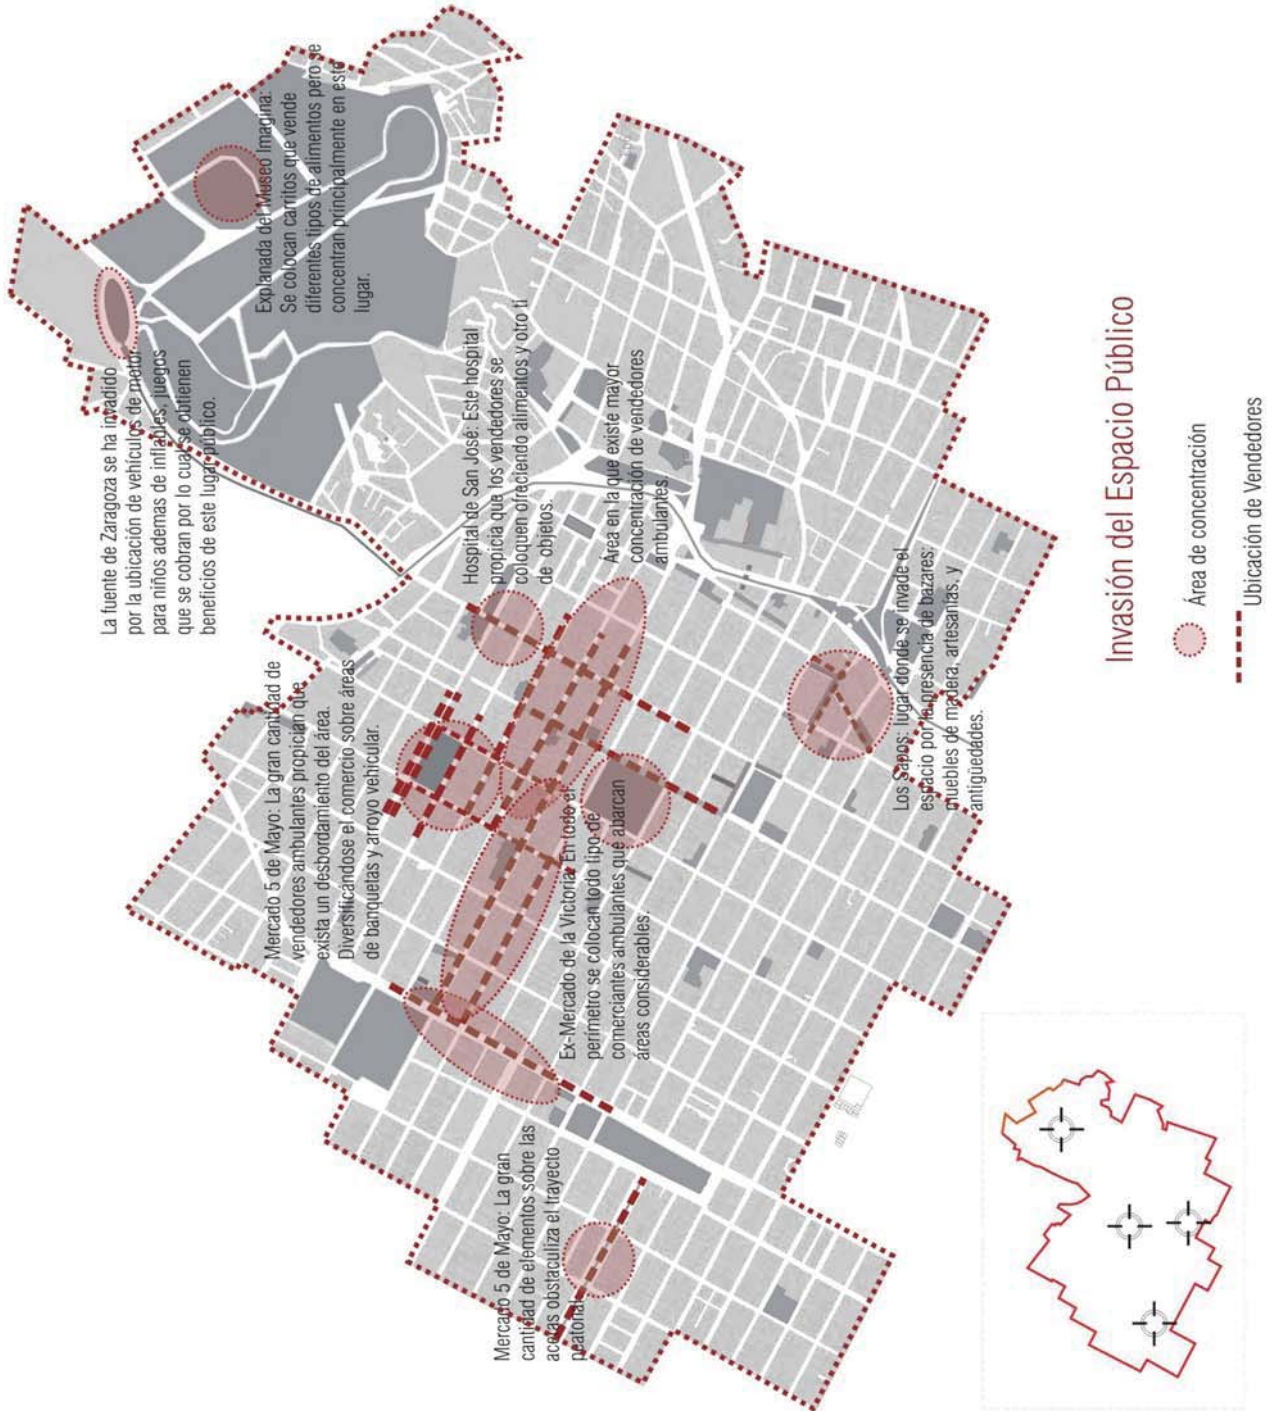 La fuente de Zaragoza se ha invadido
por la ubicación de vehículos de motor
para niños ademas de inflables, juegos
que se cobran por lo cual se obtienen
beneficios de este lugar público.
Explanada del Museo Imagina:
Se colocan carritos que vende
diferentes tipos de alimentos pero se
concentran principalmente en este
lugar.
Mercado 5 de Mayo: La gran cantidad de
vendedores ambulantes propician que
exista un desbordamiento del área.
Diversificándose el comercio sobre áreas
de banquetas y arroyo vehicular.
Hospital de San José: Este hospital
propicia que los vendedores se
coloquen ofreciendo alimentos y otro ti
de objetos.
Área en la que existe mayor
concentración de vendedores
ambulantes.
Mercado 5 de Mayo: La gran
cantidad de elementos sobre las
aceras obstaculiza el trayecto
peatonal
Ex-Mercado de la Victoria: En todo el
perímetro se colocan todo tipo de
comerciantes ambulantes que abarcan
áreas considerables.
Los Sapos: lugar donde se invade el
espacio por la presencia de bazares:
muebles de madera, artesanías, y
antigüedades.
Invasión del Espacio Público
Área de concentración
Ubicación de Vendedores